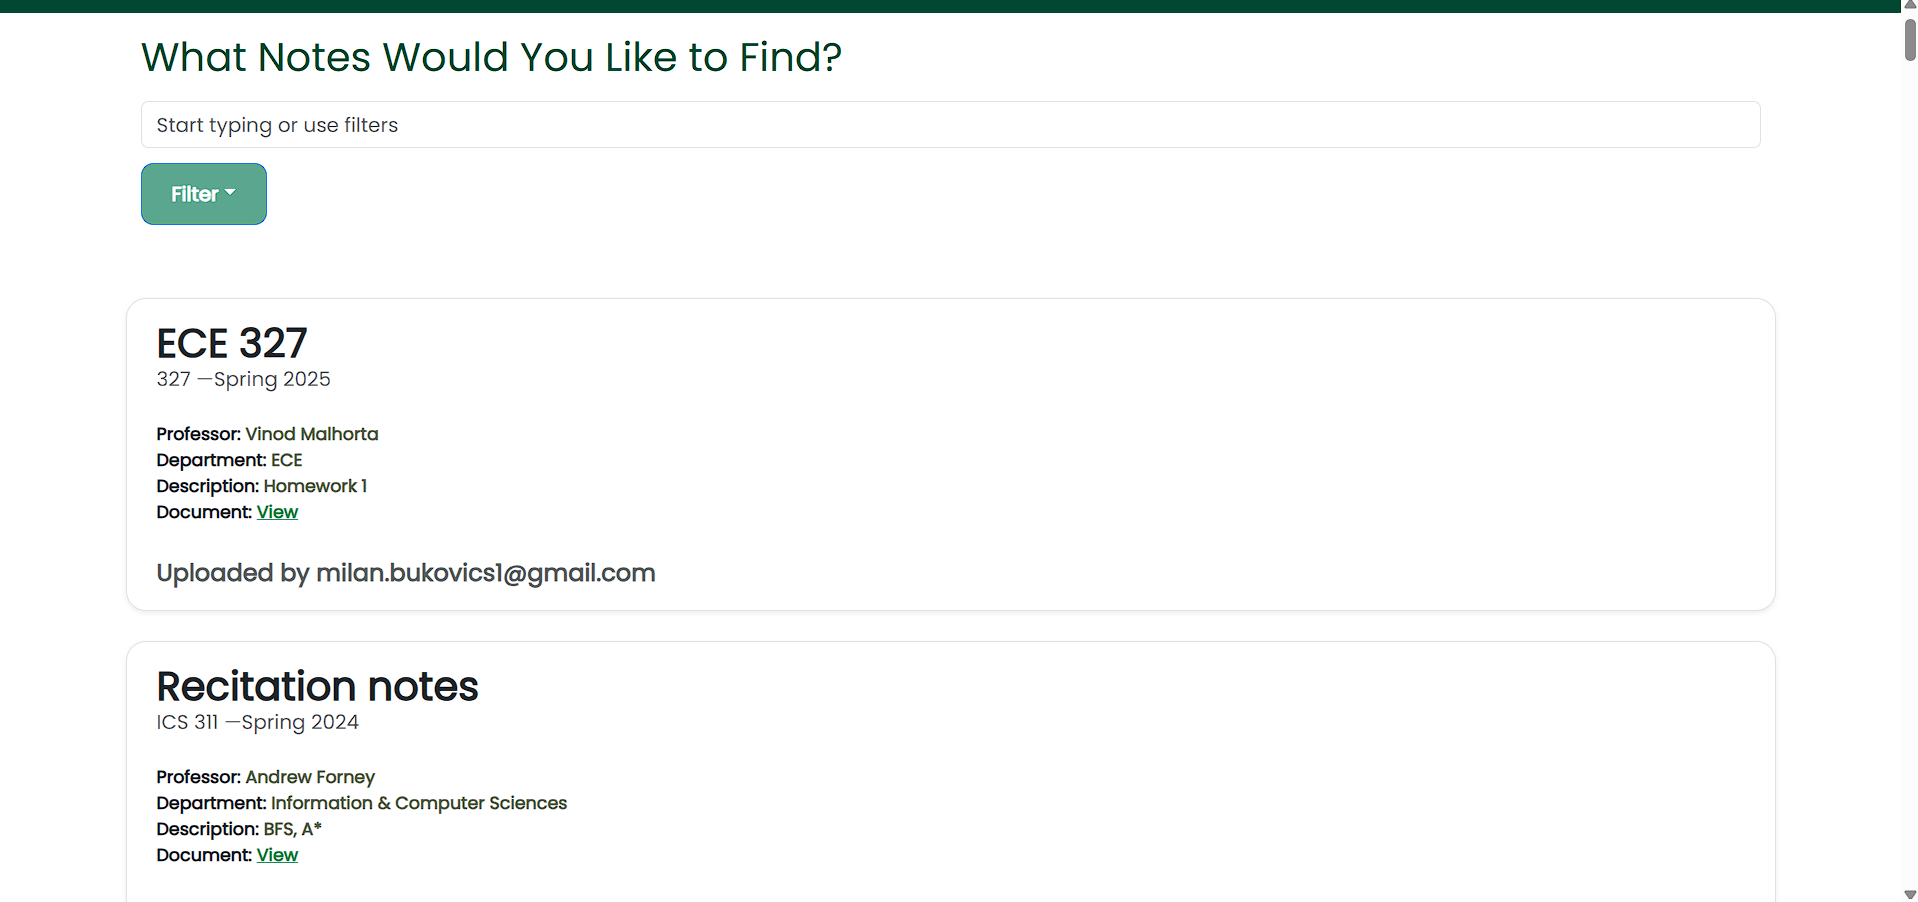 What Notes Would You Like to Find?
Start typing or use filters
Filter
ECE 327
327 —Spring 2025
Professor: Vinod Malhorta
Department: ECE
Description: Homework 1
Document: View
Uploaded by milan.bukovics1@gmail.com
Recitation notes
ICS 311 —Spring 2024
Professor: Andrew Forney
Department: Information & Computer Sciences
Description: BFS, A*
Document: View